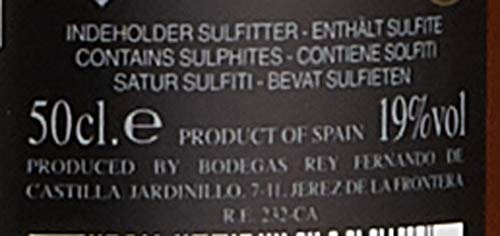 INDEHOLDER SULFITTER - ENTHÄLT SULFITE
CONTAINS SULPHITES - CONTIENE SOLFITI
SATUR SULFITI - BEVAT SULFIETEN
50cl.e PRODUCT OF SPAIN 19%vol
PRODUCED BY BODEGAS REY FERNANDO DE
CASTILLA JARDINILLO, 7-11, JEREZ DE LA FRONTERA
R.E. 232-CA